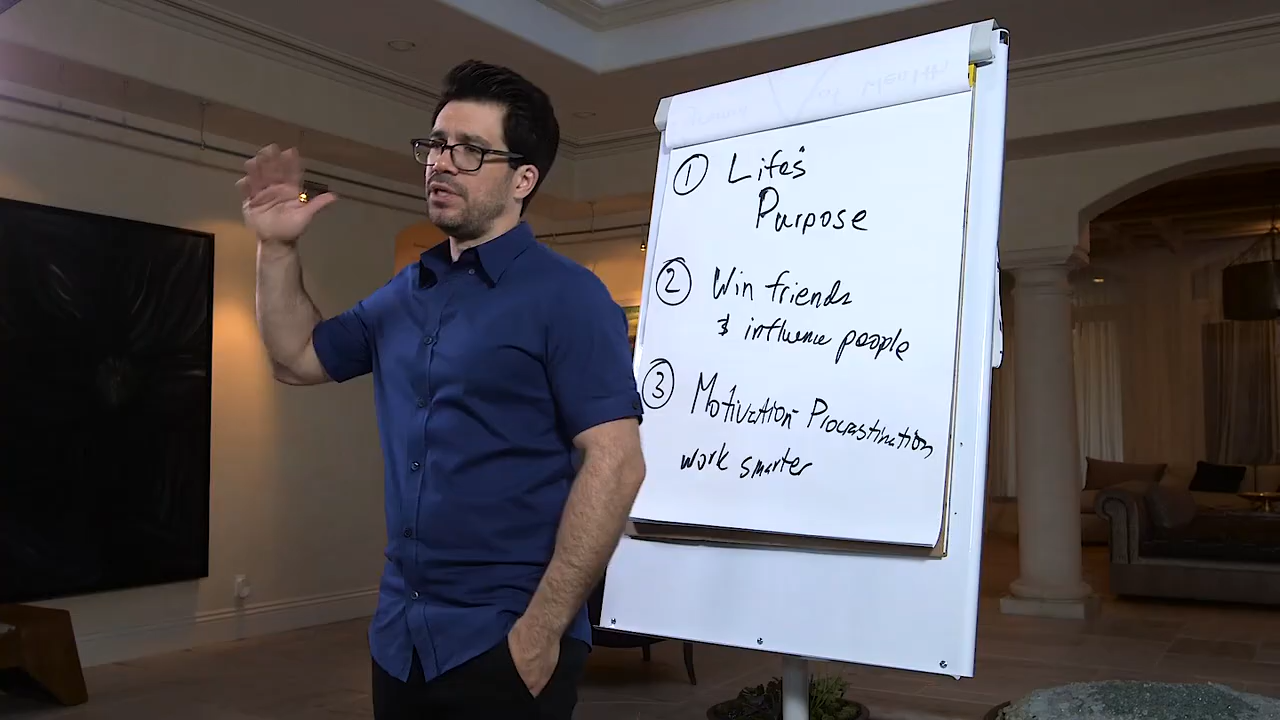 ① Life's
Purpose
② Win friends
& influence people
③ Motivation - Procrastination
work smarter